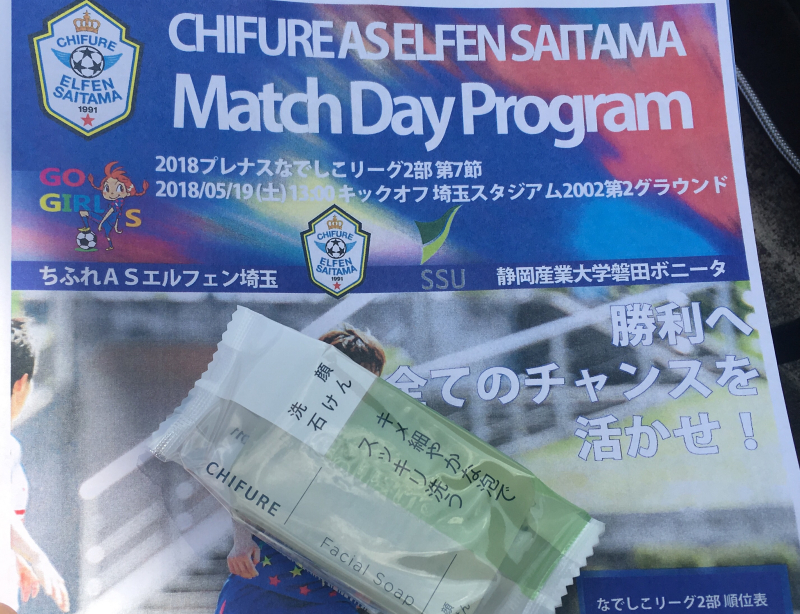 CHIFURE AS ELFEN SAITAMA
Match Day Program
CHIFURE
ELFEN
SAITAMA
1991
GO
GIRLS
2018プレナスなでしこリーグ2部 第7節
2018/05/19(土)13:00 キックオフ 埼玉スタジアム2002第2グラウンド
ちふれＡＳエルフェン埼玉
CHIFURE
ELFEN
SAITAMA
1991
SSU
静岡産業大学磐田ボニータ
勝利へ
全てのチャンスを
活かせ！
洗顔
石けん
キメ細やかな泡で
スッキリ洗う
CHIFURE
Facial Soap
なでしこリーグ2部 順位表